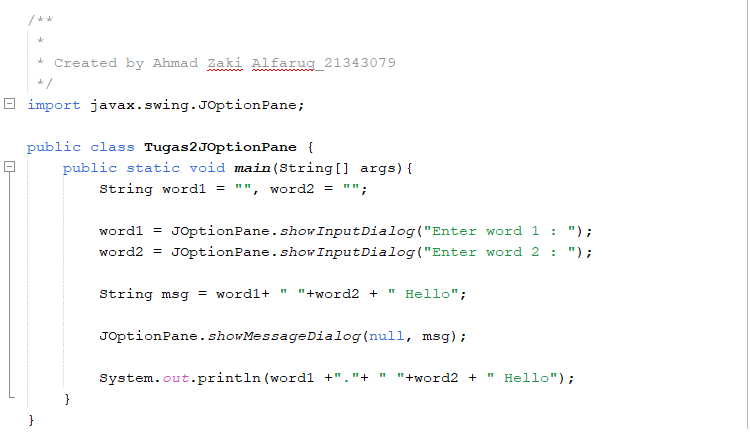 /**
 *
 * Created by Ahmad Zaki Alfaruq_21343079
 */
import javax.swing.JOptionPane;

public class Tugas2JOptionPane {
    public static void main(String[] args){
        String word1 = "", word2 = "";

        word1 = JOptionPane.showInputDialog("Enter word 1 : ");
        word2 = JOptionPane.showInputDialog("Enter word 2 : ");

        String msg = word1+ " "+word2 + " Hello";

        JOptionPane.showMessageDialog(null, msg);

        System.out.println(word1 +"."+ " "+word2 + " Hello");
    }
}